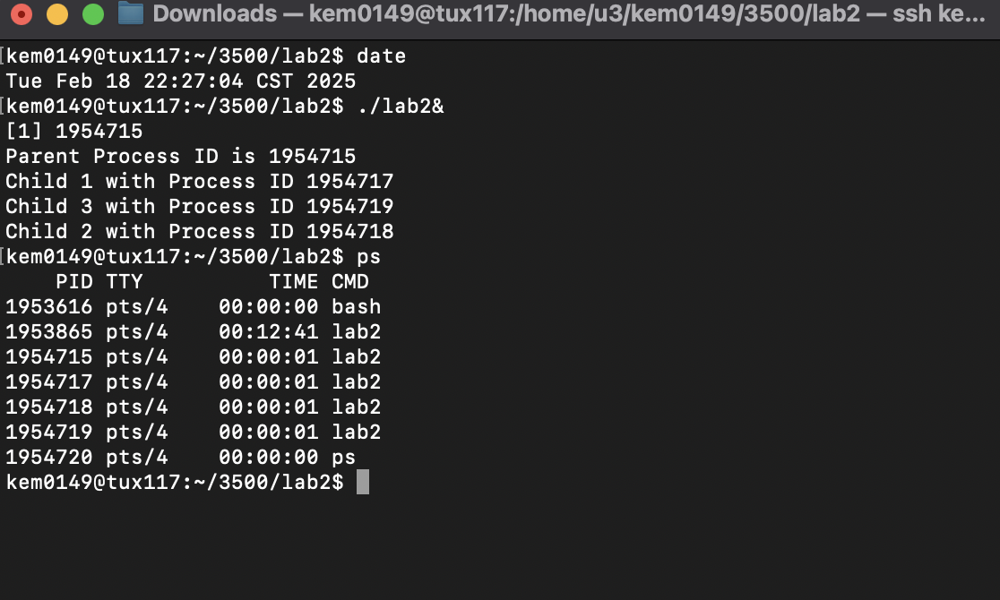 Downloads — kem0149@tux117:/home/u3/kem0149/3500/lab2 — ssh ke...
[kem0149@tux117:~/3500/lab2$ date
Tue Feb 18 22:27:04 CST 2025
[kem0149@tux117:~/3500/lab2$ ./lab2&
[1] 1954715
Parent Process ID is 1954715
Child 1 with Process ID 1954717
Child 3 with Process ID 1954719
Child 2 with Process ID 1954718
[kem0149@tux117:~/3500/lab2$ ps
    PID TTY          TIME CMD
1953616 pts/4    00:00:00 bash
1953865 pts/4    00:12:41 lab2
1954715 pts/4    00:00:01 lab2
1954717 pts/4    00:00:01 lab2
1954718 pts/4    00:00:01 lab2
1954719 pts/4    00:00:01 lab2
1954720 pts/4    00:00:00 ps
kem0149@tux117:~/3500/lab2$